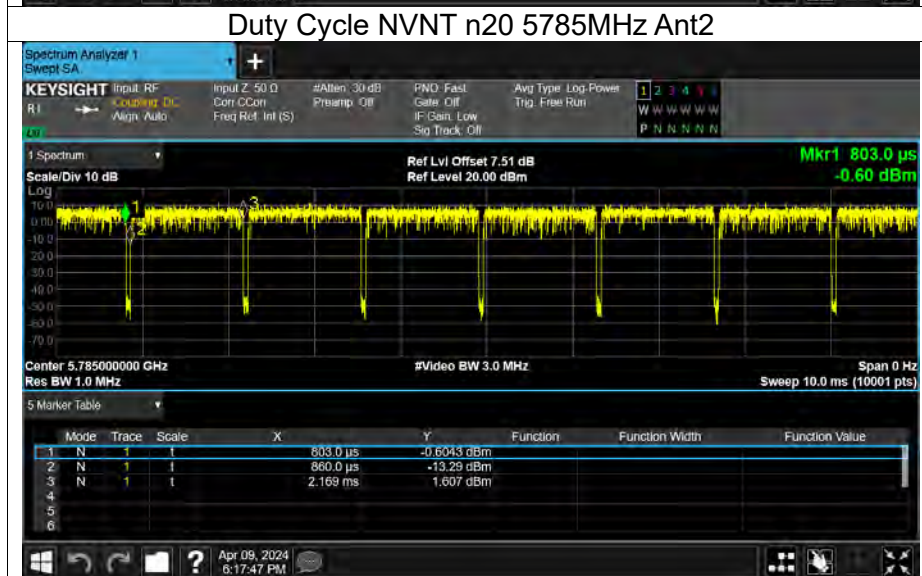 Duty Cycle NVNT n20 5785MHz Ant2
Spectrum Analyzer 1
Swept SA
+
KEYSIGHT Input: RF Input Z: 50 Ω #Atten: 30 dB PNO: Fast Avg Type: Log-Power 1 2 3 4 5 6
Coupling: DC Corr CCorr Preamp: Off Gate: Off Trig: Free Run W W W W W W
Align: Auto Freq Ref: Int (S) IF Gain: Low
Sig Track: Off P N N N N N
1 Spectrum Ref Lvl Offset 7.51 dB Mkr1 803.0 µs
Scale/Div 10 dB Ref Level 20.00 dBm -0.60 dBm
Log
10.0
0.00
-10.0
-20.0
-30.0
-40.0
-50.0
-60.0
-70.0
1
2
3
Center 5.785000000 GHz #Video BW 3.0 MHz Span 0 Hz
Res BW 1.0 MHz Sweep 10.0 ms (10001 pts)
5 Marker Table
Mode Trace Scale X Y Function Function Width Function Value
1 N 1 t 803.0 µs -0.6043 dBm
2 N 1 t 860.0 µs -13.29 dBm
3 N 1 t 2.169 ms 1.607 dBm
4
5
6
? Apr 09, 2024
6:17:47 PM